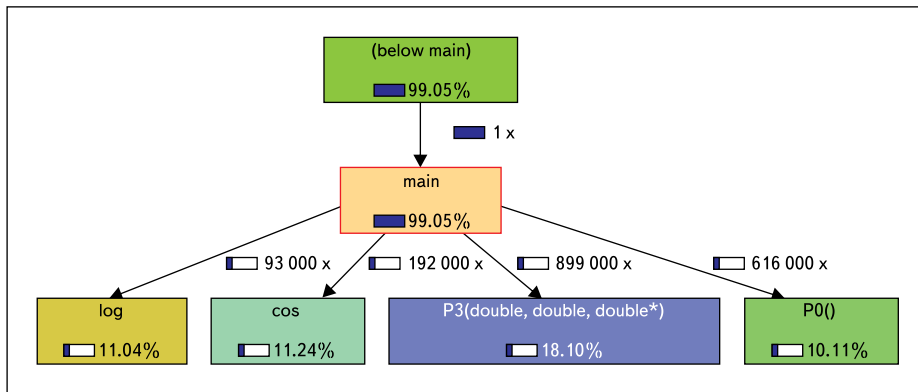 (below main)
99.05%
1 x
main
99.05%
93 000 x
192 000 x
899 000 x
616 000 x
log
11.04%
cos
11.24%
P3(double, double, double*)
18.10%
P0()
10.11%